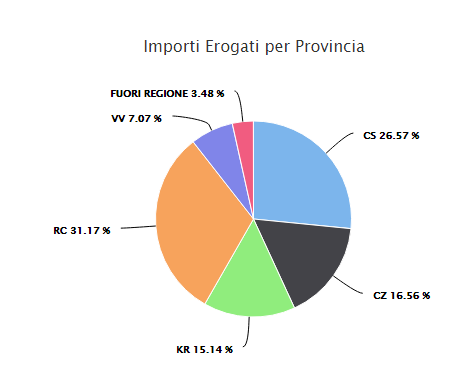 Importi Erogati per Provincia
FUORI REGIONE 3.48 %
VV 7.07 %
CS 26.57 %
RC 31.17 %
CZ 16.56 %
KR 15.14 %